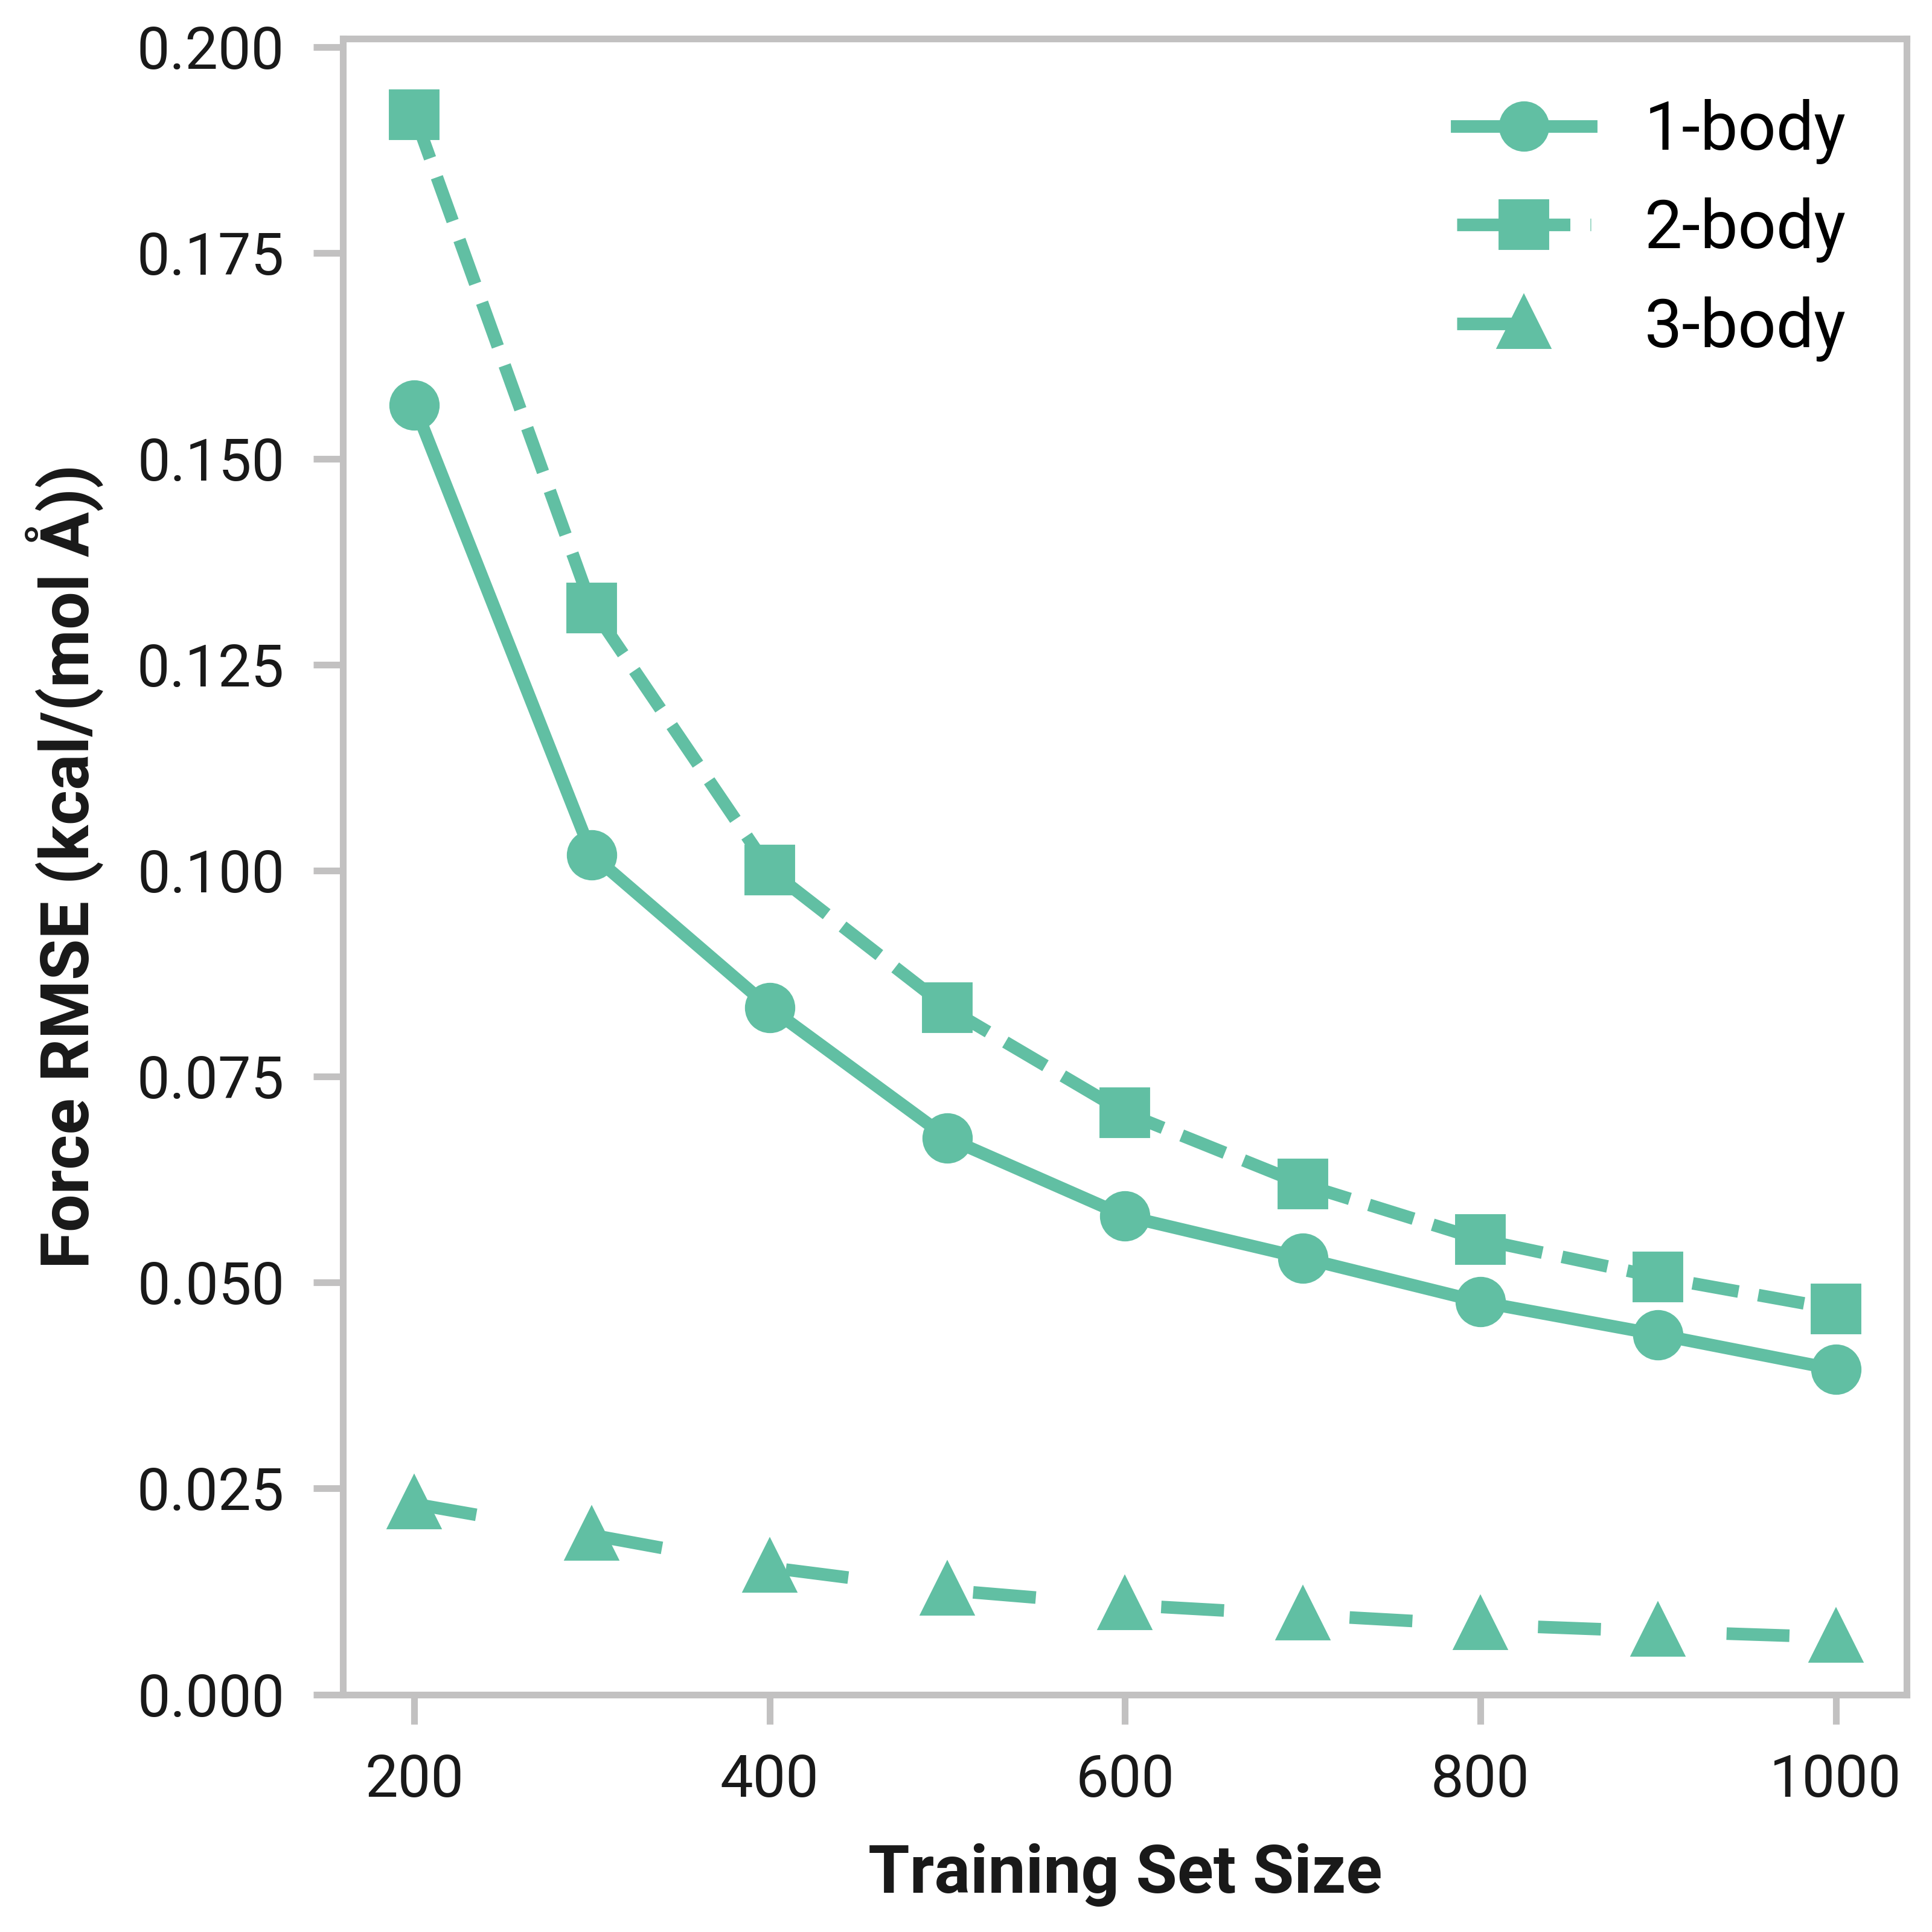 0.200
0.175
0.150
0.125
0.100
0.075
0.050
0.025
0.000
Force RMSE (kcal/(mol Å)))
1-body
2-body
3-body
200 400 600 800 1000
Training Set Size